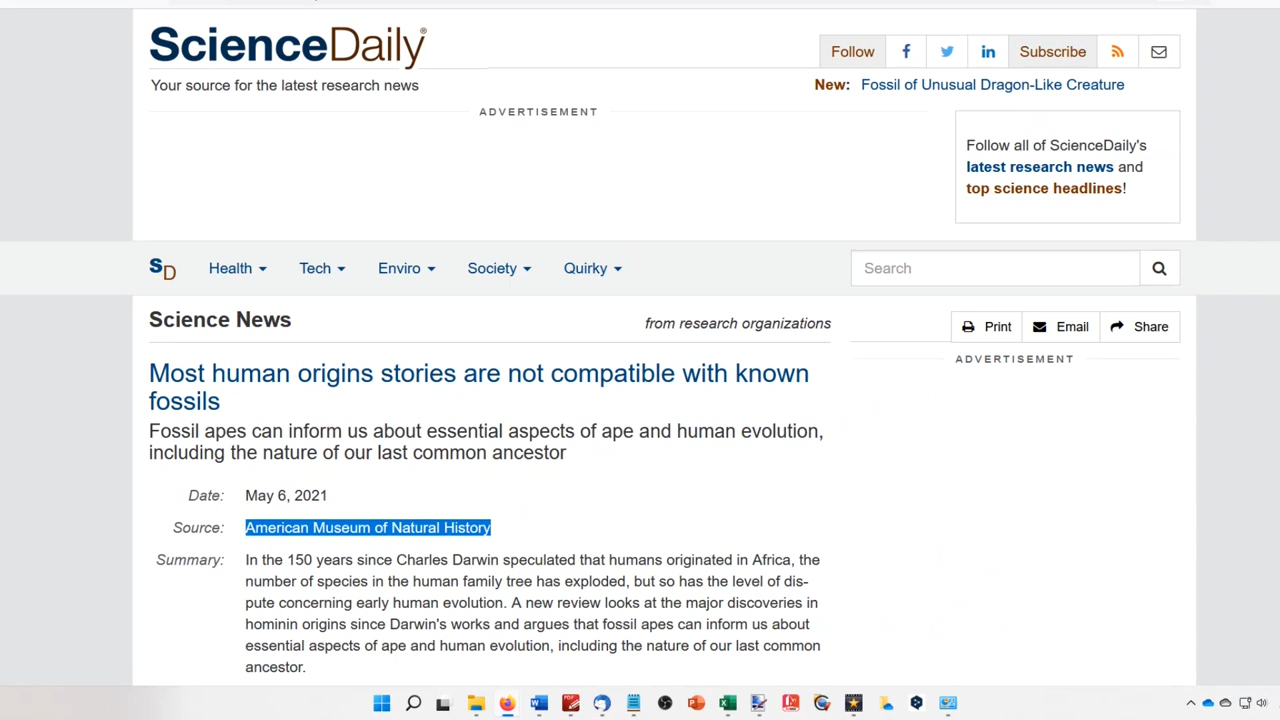 ScienceDaily®
Your source for the latest research news
Follow
Subscribe
New: Fossil of Unusual Dragon-Like Creature
ADVERTISEMENT
Follow all of ScienceDaily's
latest research news and
top science headlines!
SD
Health
Tech
Enviro
Society
Quirky
Search
Science News
from research organizations
Print
Email
Share
ADVERTISEMENT
Most human origins stories are not compatible with known
fossils
Fossil apes can inform us about essential aspects of ape and human evolution,
including the nature of our last common ancestor
Date: May 6, 2021
Source: American Museum of Natural History
Summary: In the 150 years since Charles Darwin speculated that humans originated in Africa, the
number of species in the human family tree has exploded, but so has the level of dis-
pute concerning early human evolution. A new review looks at the major discoveries in
hominin origins since Darwin's works and argues that fossil apes can inform us about
essential aspects of ape and human evolution, including the nature of our last common
ancestor.